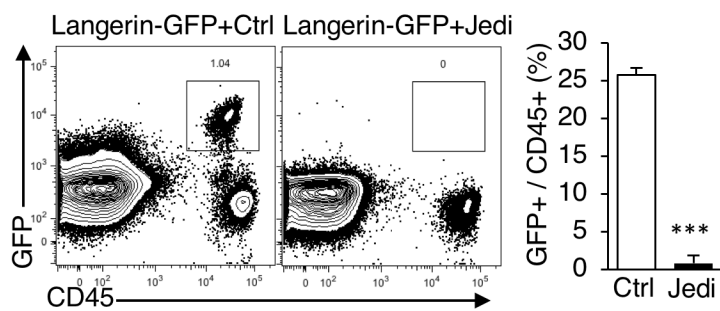 Langerin-GFP+Ctrl Langerin-GFP+Jedi
GFP
10⁵
10⁴
10³
10²
0
1.04
0 10² 10³ 10⁴ 10⁵
0
0 10² 10³ 10⁴ 10⁵
CD45
GFP+ / CD45+ (%)
30
25
20
15
10
5
0
***
Ctrl Jedi